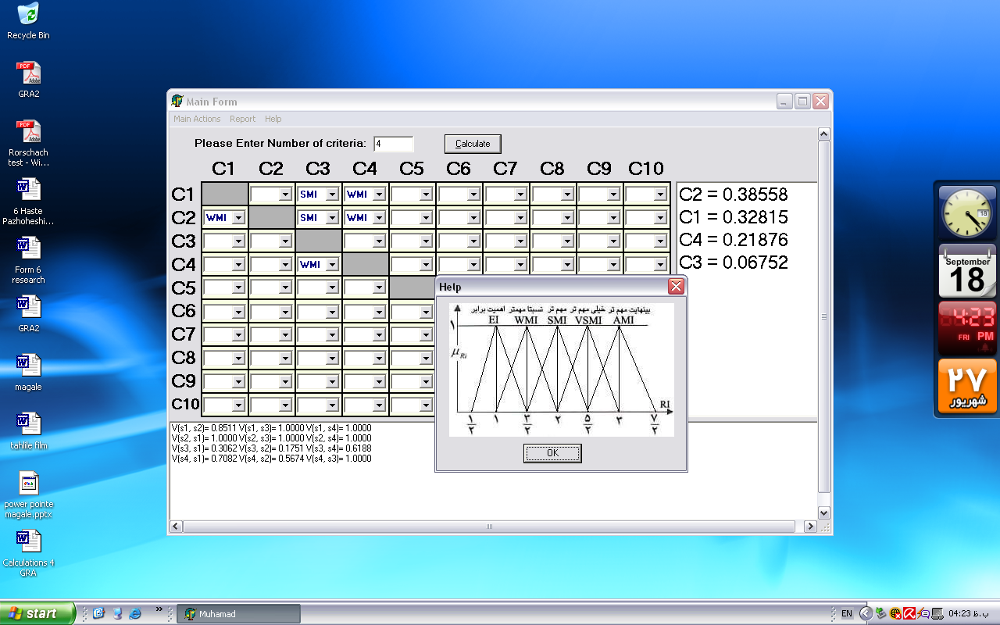 Recycle Bin
GRA2
Rorschach
test - Wi...
6 Haste
Pazhoheshi...
Form 6
research
GRA2
magale
tahlile film
power pointe
magale.pptx
Calculations 4
GRA
Main Form
Main Actions Report Help
Please Enter Number of criteria: 4 Calculate
C1 C2 C3 C4 C5 C6 C7 C8 C9 C10
C1 SMI WMI
C2 WMI SMI WMI
C3
C4 WMI
C5
C6
C7
C8
C9
C10
C2 = 0.38558
C1 = 0.32815
C4 = 0.21876
C3 = 0.06752
V(s1, s2)= 0.8511 V(s1, s3)= 1.0000 V(s1, s4)= 1.0000
V(s2, s1)= 1.0000 V(s2, s3)= 1.0000 V(s2, s4)= 1.0000
V(s3, s1)= 0.3062 V(s3, s2)= 0.1751 V(s3, s4)= 0.6188
V(s4, s1)= 0.7082 V(s4, s2)= 0.5674 V(s4, s3)= 1.0000
Help
اهمیت برابر نسبتا مهمتر مهم تر خیلی مهم تر بینهایت مهم تر
EI WMI SMI VSMI AMI
۱
μRI
RI
۱/۲ ۱ ۳/۲ ۲ ۵/۲ ۳ ۷/۲
OK
18
September
18
4:23
FRI PM
۲۷
شهریور
start
Muhamad
EN
04:23 ب.ظ